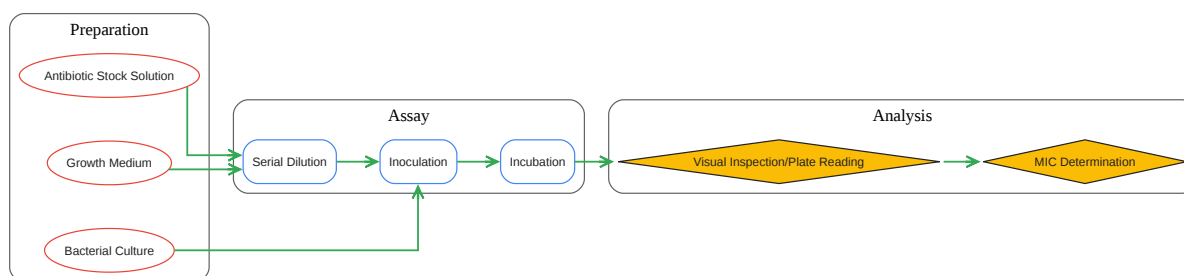 Preparation
Antibiotic Stock Solution
Growth Medium
Bacterial Culture
Assay
Serial Dilution
Inoculation
Incubation
Analysis
Visual Inspection/Plate Reading
MIC Determination